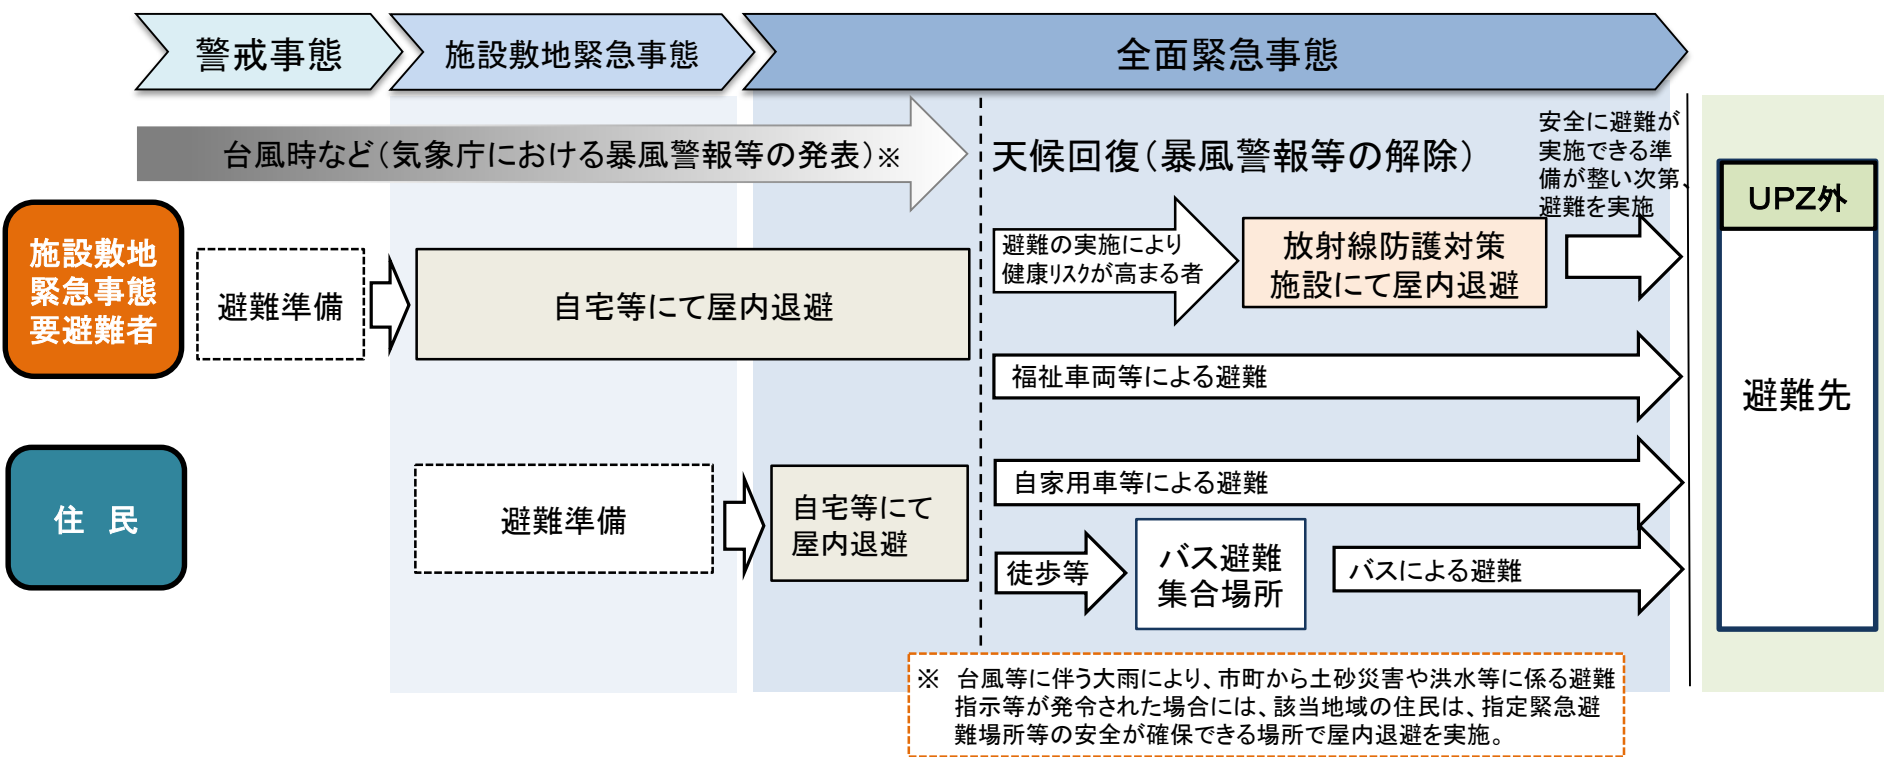 警戒事態
施設敷地緊急事態
全面緊急事態
台風時など（気象庁における暴風警報等の発表）※
天候回復（暴風警報等の解除）
安全に避難が
実施できる準
備が整い次第、
避難を実施
UPZ外
避難先
施設敷地
緊急事態
要避難者
避難準備
自宅等にて屋内退避
避難の実施により
健康リスクが高まる者
放射線防護対策
施設にて屋内退避
福祉車両等による避難
住　民
避難準備
自宅等にて
屋内退避
自家用車等による避難
徒歩等
バス避難
集合場所
バスによる避難
※　台風等に伴う大雨により、市町から土砂災害や洪水等に係る避難
指示等が発令された場合には、該当地域の住民は、指定緊急避
難場所等の安全が確保できる場所で屋内退避を実施。